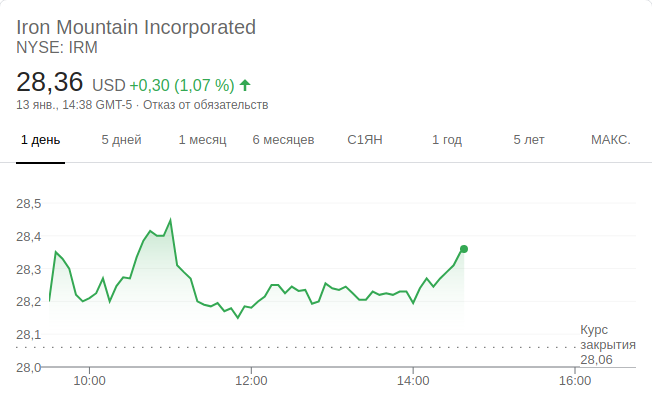 Iron Mountain Incorporated
NYSE: IRM
28,36 USD +0,30 (1,07 %)
13 янв., 14:38 GMT-5 · Отказ от обязательств
1 день 5 дней 1 месяц 6 месяцев С1ЯН 1 год 5 лет МАКС.
28,5
28,4
28,3
28,2
28,1
28,0
Курс
закрытия
28,06
10:00 12:00 14:00 16:00